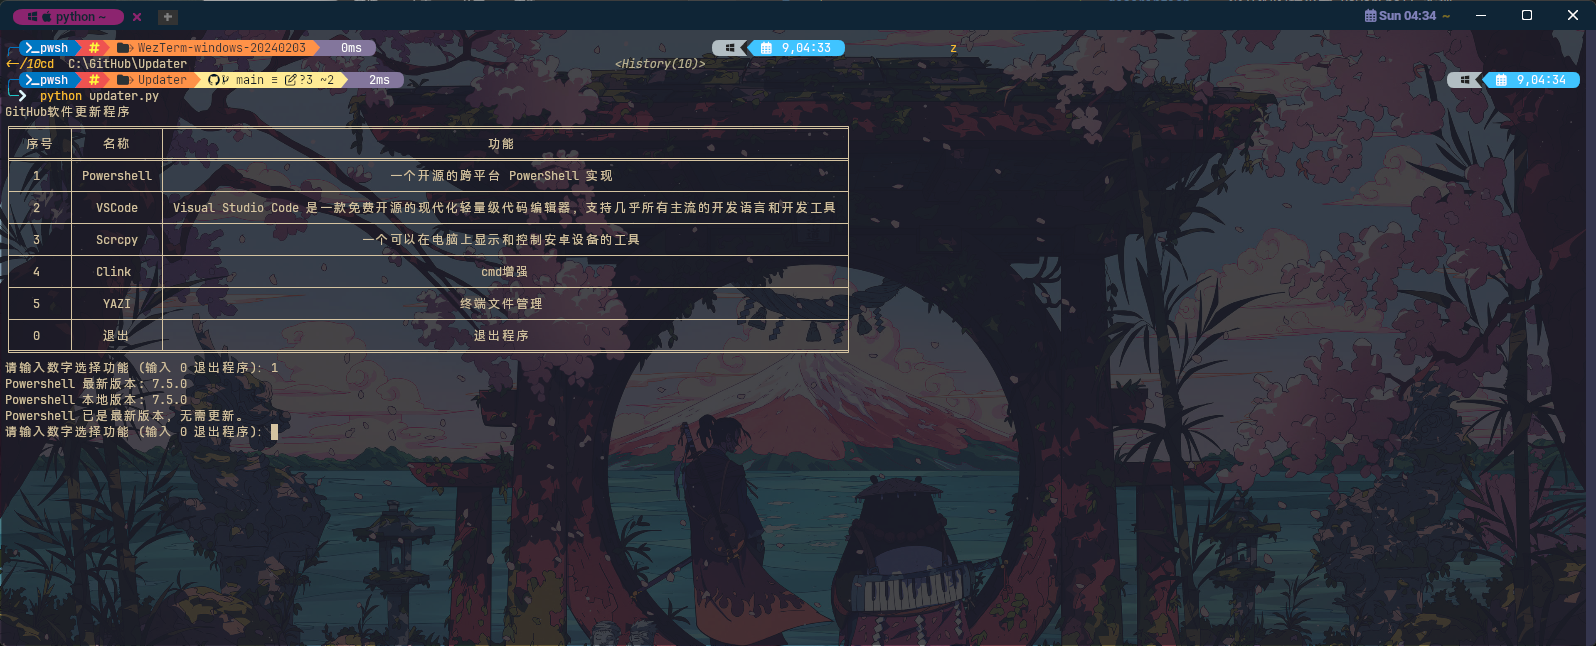 python ~
Sun 04:34 ~
pwsh # WezTerm-windows-20240203 0ms 9,04:33 z
<-/10cd C:\GitHub\Updater <History(10)>
pwsh # Updater main ≡ ?3 ~2 2ms 9,04:34
python updater.py
GitHub软件更新程序
序号 名称 功能
1 Powershell 一个开源的跨平台 PowerShell 实现
2 VSCode Visual Studio Code 是一款免费开源的现代化轻量级代码编辑器，支持几乎所有主流的开发语言和开发工具
3 Scrcpy 一个可以在电脑上显示和控制安卓设备的工具
4 Clink cmd增强
5 YAZI 终端文件管理
0 退出 退出程序
请输入数字选择功能 (输入 0 退出程序): 1
Powershell 最新版本: 7.5.0
Powershell 本地版本: 7.5.0
Powershell 已是最新版本，无需更新。
请输入数字选择功能 (输入 0 退出程序):